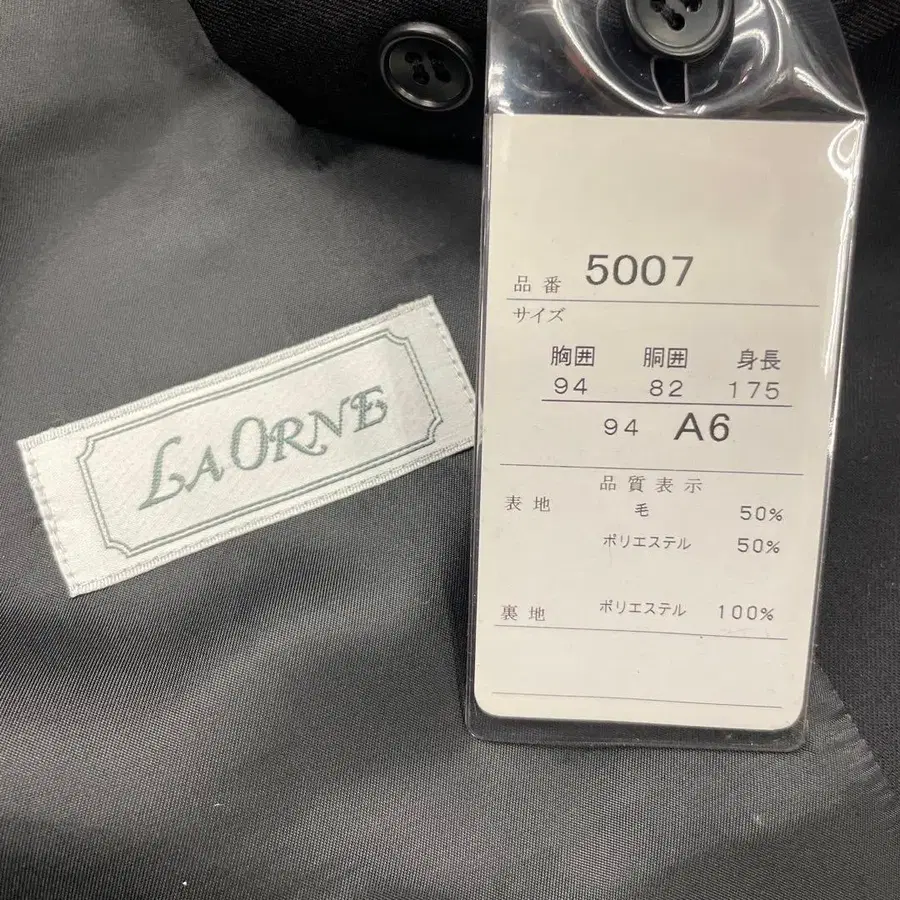 LAORNE
品番 5007
サイズ
胸囲 胴囲 身長
94 82 175
94 A6
品質表示
表地 毛 50%
ポリエステル 50%
裏地 ポリエステル 100%